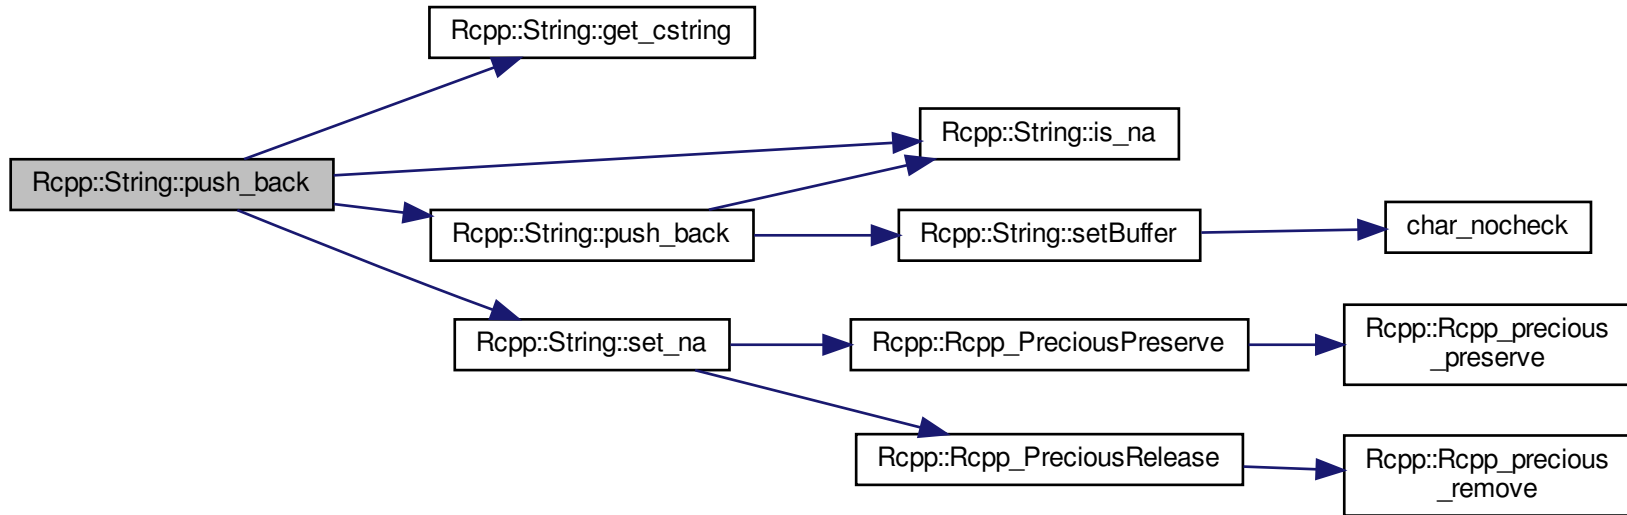 Rcpp::String::get_cstring
Rcpp::String::is_na
Rcpp::String::push_back
Rcpp::String::push_back
Rcpp::String::setBuffer
char_nocheck
Rcpp::String::set_na
Rcpp::Rcpp_PreciousPreserve
Rcpp::Rcpp_precious
_preserve
Rcpp::Rcpp_PreciousRelease
Rcpp::Rcpp_precious
_remove